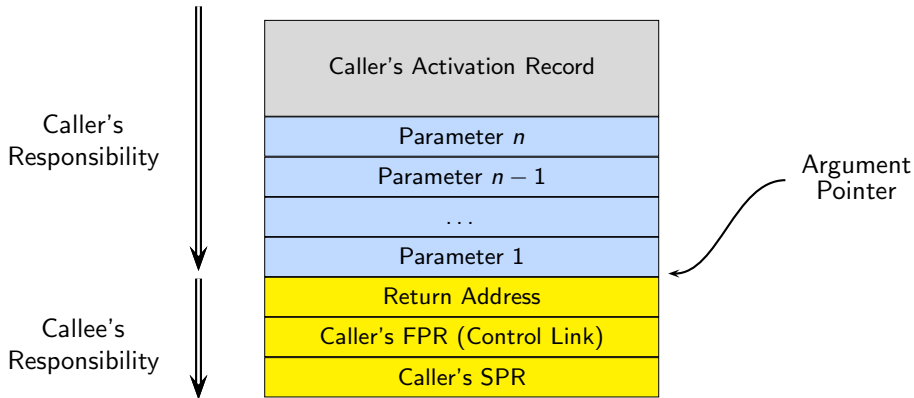 Caller's Activation Record
Caller's
Responsibility
Parameter n
Parameter n − 1
. . .
Parameter 1
Argument
Pointer
Callee's
Responsibility
Return Address
Caller's FPR (Control Link)
Caller's SPR